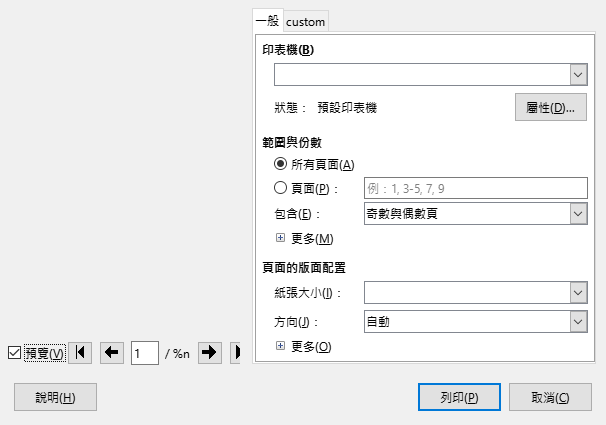 一般 custom
印表機(B)
狀態： 預設印表機 屬性(D)...
範圍與份數
所有頁面(A)
頁面(P)： 例：1, 3-5, 7, 9
包含(E)： 奇數與偶數頁
更多(M)
頁面的版面配置
紙張大小(I)：
方向(J)： 自動
更多(O)
預覽(V) 1 / %n
說明(H) 列印(P) 取消(C)